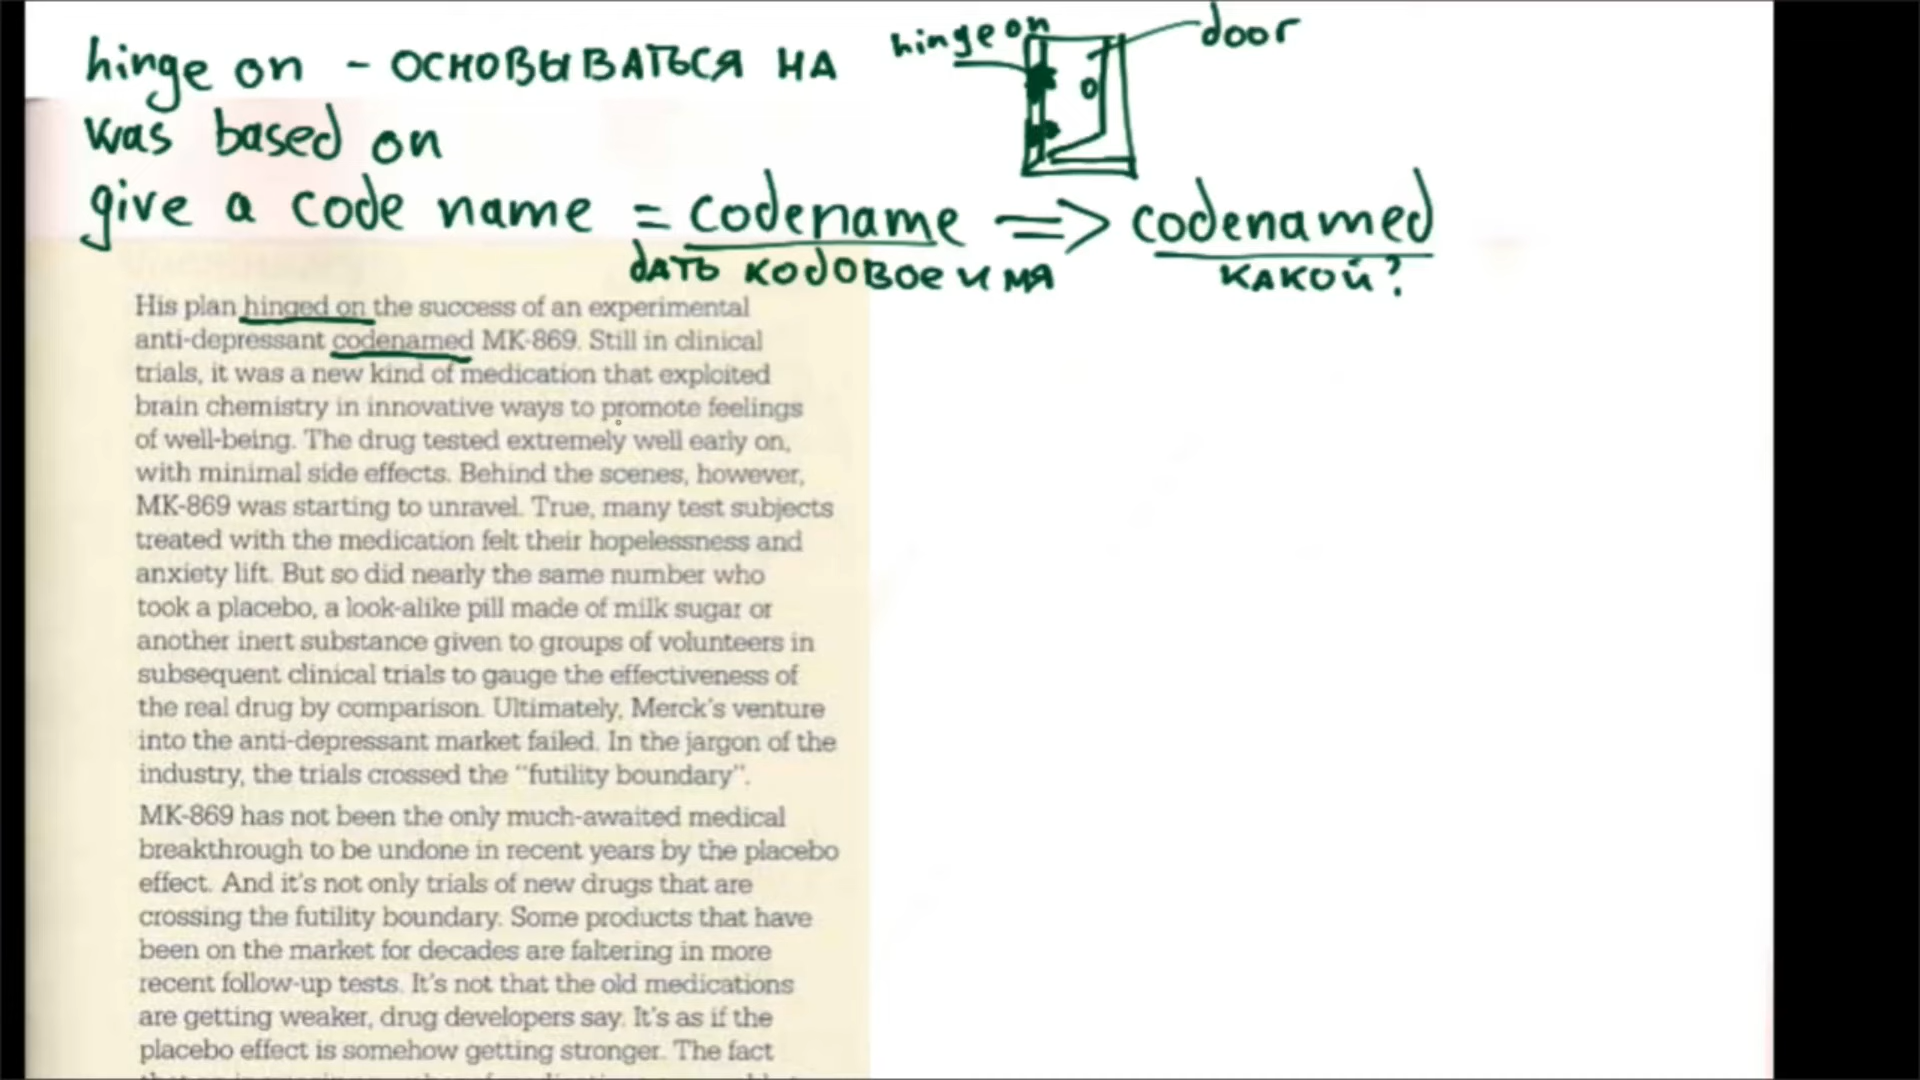 hinge on - ОСНОВЫВАТЬСЯ НА
hinge on
door
was based on
give a code name = codename => codenamed
ДАТЬ КОДОВОЕ ИМЯ
КАКОЙ?
His plan hinged on the success of an experimental
anti-depressant codenamed MK-869. Still in clinical
trials, it was a new kind of medication that exploited
brain chemistry in innovative ways to promote feelings
of well-being. The drug tested extremely well early on,
with minimal side effects. Behind the scenes, however,
MK-869 was starting to unravel. True, many test subjects
treated with the medication felt their hopelessness and
anxiety lift. But so did nearly the same number who
took a placebo, a look-alike pill made of milk sugar or
another inert substance given to groups of volunteers in
subsequent clinical trials to gauge the effectiveness of
the real drug by comparison. Ultimately, Merck's venture
into the anti-depressant market failed. In the jargon of the
industry, the trials crossed the "futility boundary".
MK-869 has not been the only much-awaited medical
breakthrough to be undone in recent years by the placebo
effect. And it's not only trials of new drugs that are
crossing the futility boundary. Some products that have
been on the market for decades are faltering in more
recent follow-up tests. It's not that the old medications
are getting weaker, drug developers say. It's as if the
placebo effect is somehow getting stronger. The fact